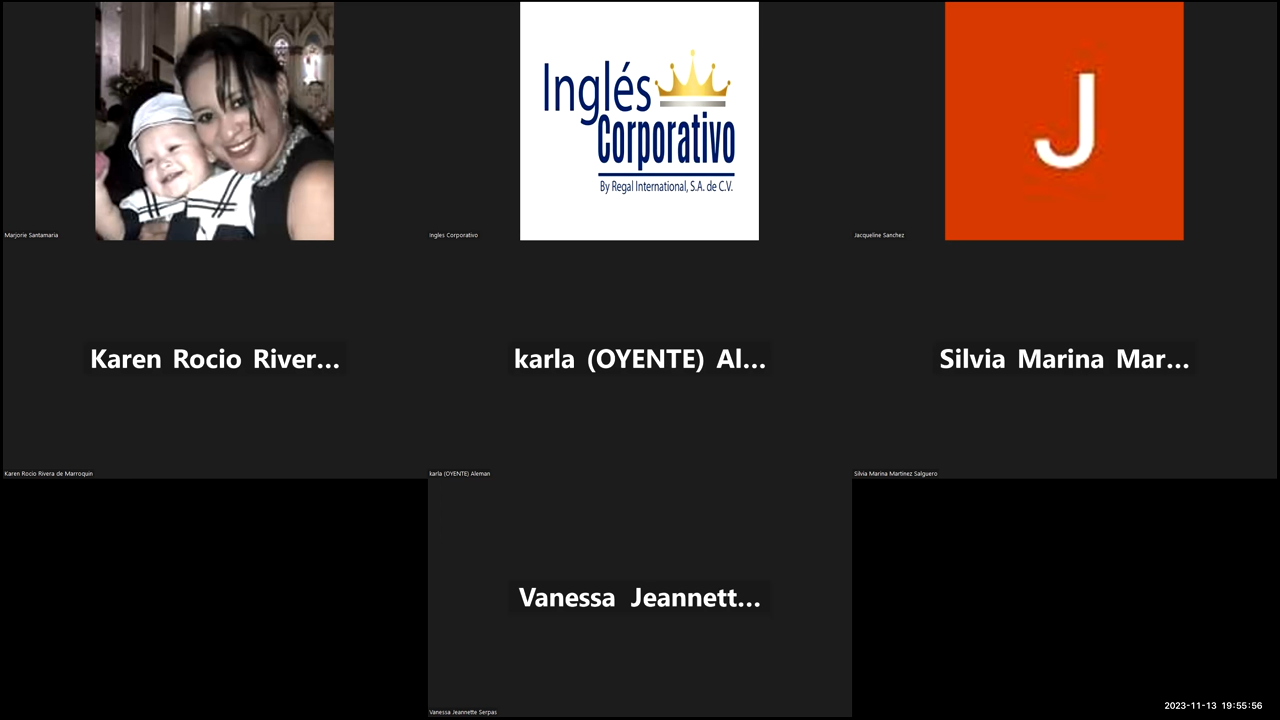 Inglés
Corporativo
By Regal International, S.A. de C.V.
J
Marjorie Santamaria
Ingles Corporativo
Jacqueline Sanchez
Karen Rocio River...
karla (OYENTE) Al...
Silvia Marina Mar...
Karen Rocio Rivera de Marroquin
karla (OYENTE) Aleman
Silvia Marina Martinez Salguero
Vanessa Jeannett...
Vanessa Jeannette Serpas
2023-11-13 19:55:56